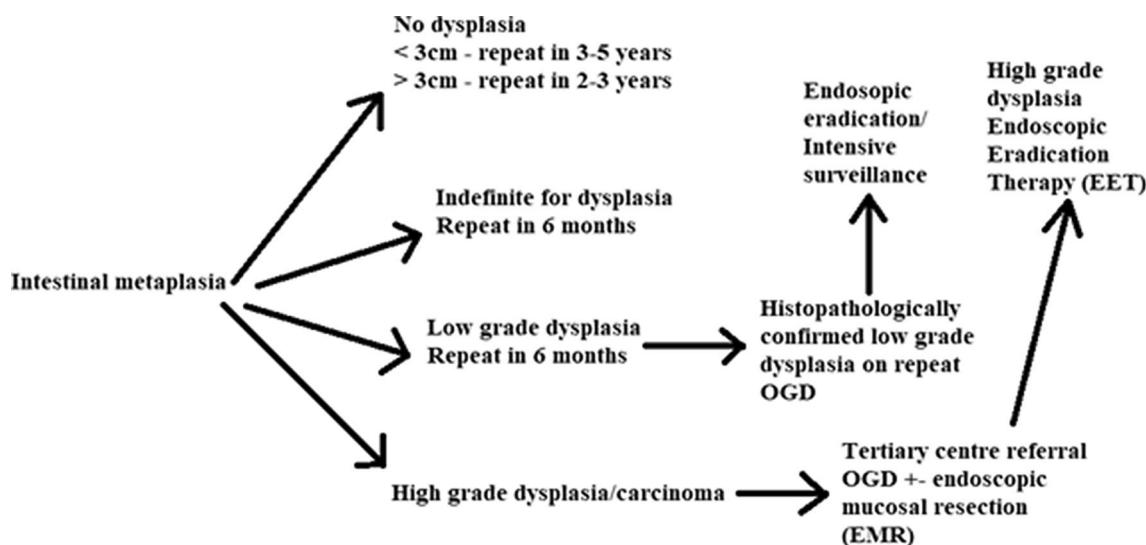 No dysplasia
< 3cm - repeat in 3-5 years
> 3cm - repeat in 2-3 years
Indefinite for dysplasia
Repeat in 6 months
Intestinal metaplasia
Low grade dysplasia
Repeat in 6 months
High grade dysplasia/carcinoma
Endosopic
eradication/
Intensive
surveillance
Histopathologically
confirmed low grade
dysplasia on repeat
OGD
High grade
dysplasia
Endoscopic
Eradication
Therapy (EET)
Tertiary centre referral
OGD +- endoscopic
mucosal resection
(EMR)